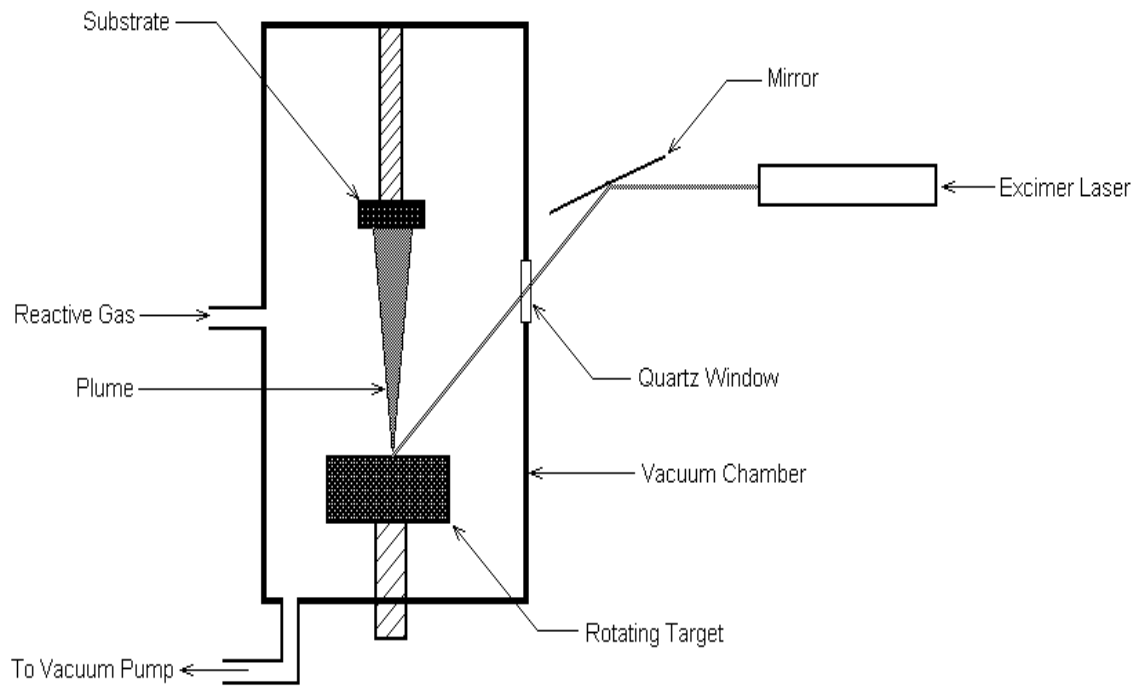 Substrate
Mirror
Excimer Laser
Reactive Gas
Plume
Quartz Window
Vacuum Chamber
Rotating Target
To Vacuum Pump